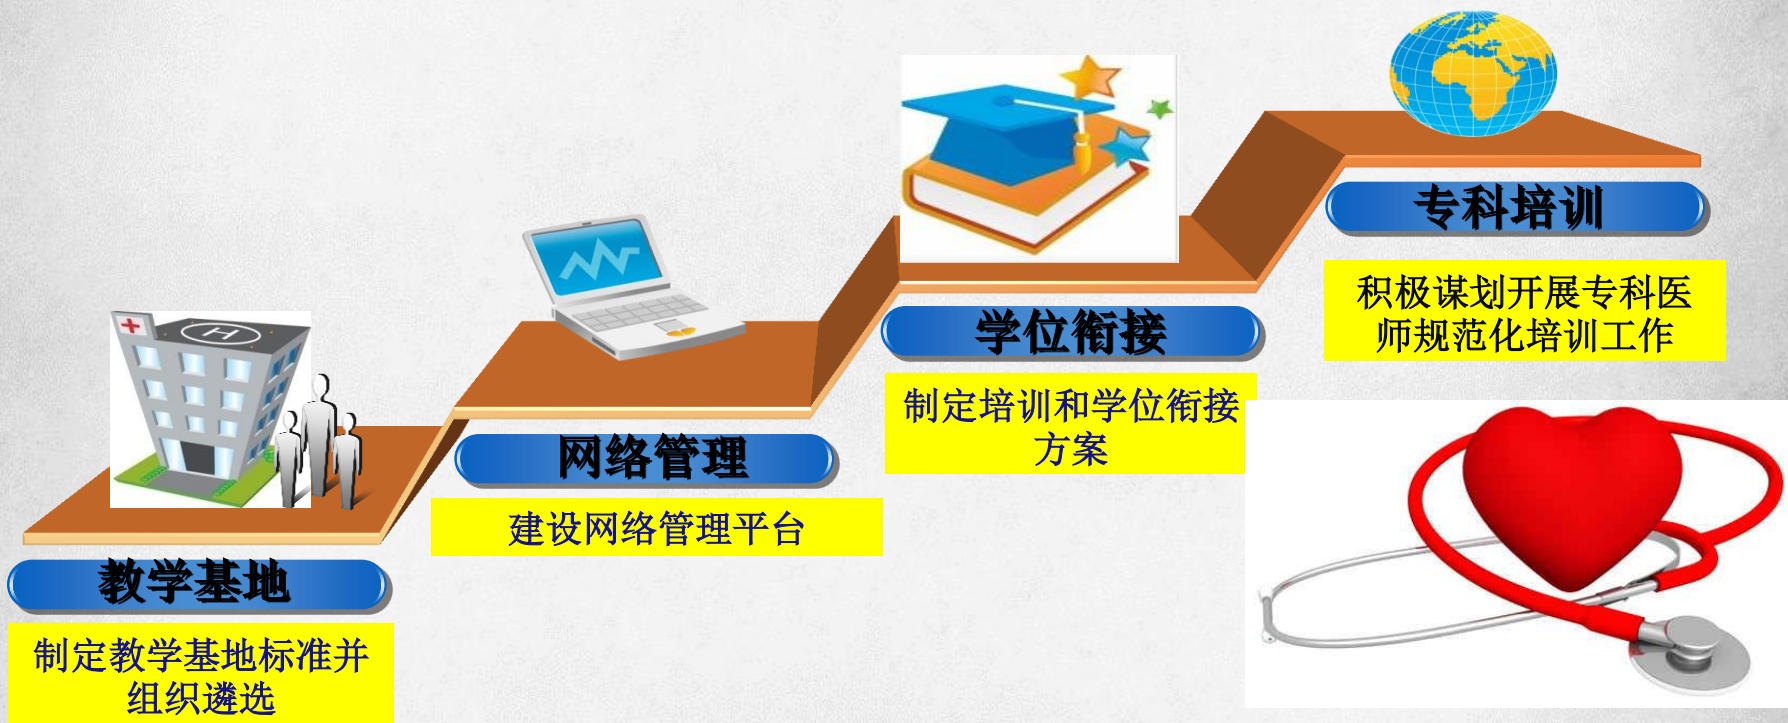 教学基地
制定教学基地标准并
组织遴选
网络管理
建设网络管理平台
学位衔接
制定培训和学位衔接
方案
专科培训
积极谋划开展专科医
师规范化培训工作
H